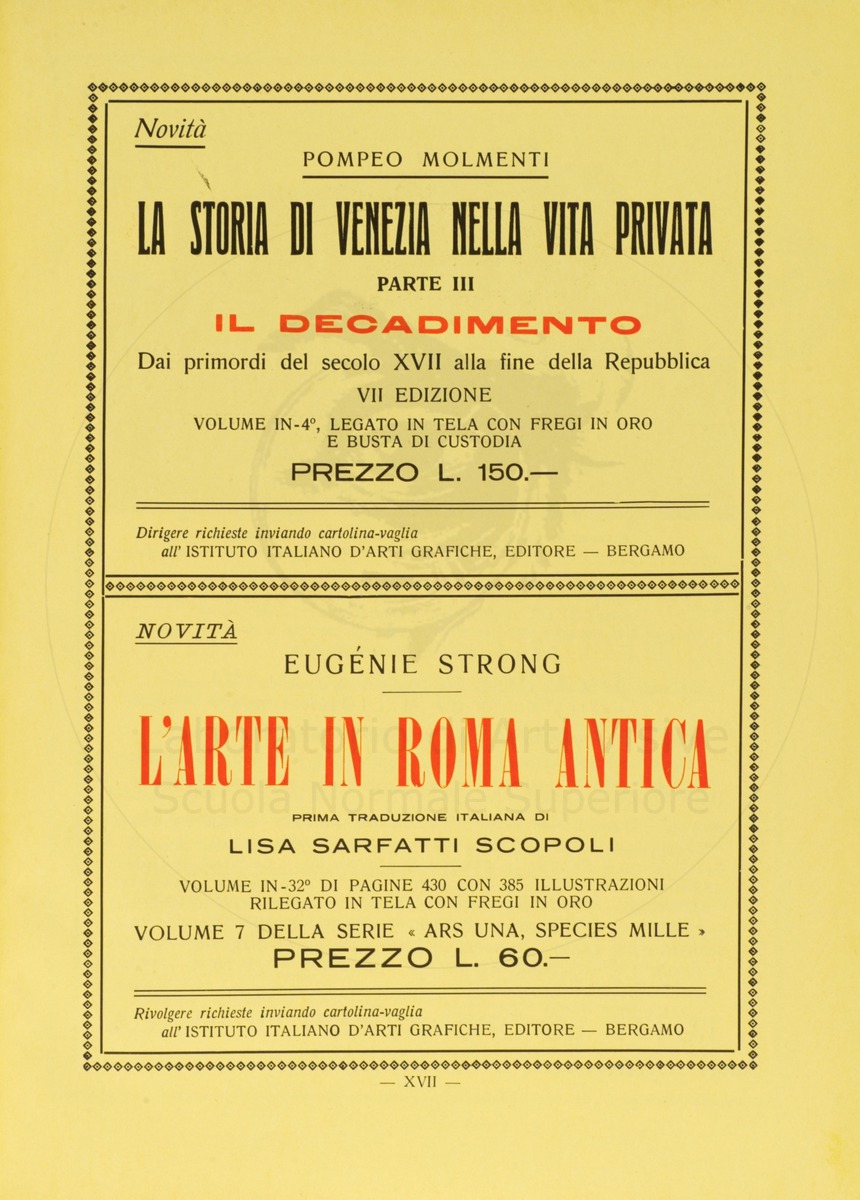 Novità
POMPEO MOLMENTI
LA STORIA DI VENEZIA NELLA VITA PRIVATA
PARTE III
IL DECADIMENTO
Dai primordi del secolo XVII alla fine della Repubblica
VII EDIZIONE
VOLUME IN-4º, LEGATO IN TELA CON FREGI IN ORO
E BUSTA DI CUSTODIA
PREZZO L. 150.—
Dirigere richieste inviando cartolina-vaglia
all' ISTITUTO ITALIANO D'ARTI GRAFICHE, EDITORE — BERGAMO
NOVITÀ
EUGÉNIE STRONG
L'ARTE IN ROMA ANTICA
Scuola Normale Superiore
PRIMA TRADUZIONE ITALIANA DI
LISA SARFATTI SCOPOLI
VOLUME IN-32º DI PAGINE 430 CON 385 ILLUSTRAZIONI
RILEGATO IN TELA CON FREGI IN ORO
VOLUME 7 DELLA SERIE « ARS UNA, SPECIES MILLE »
PREZZO L. 60.—
Rivolgere richieste inviando cartolina-vaglia
all' ISTITUTO ITALIANO D'ARTI GRAFICHE, EDITORE — BERGAMO
— XVII —